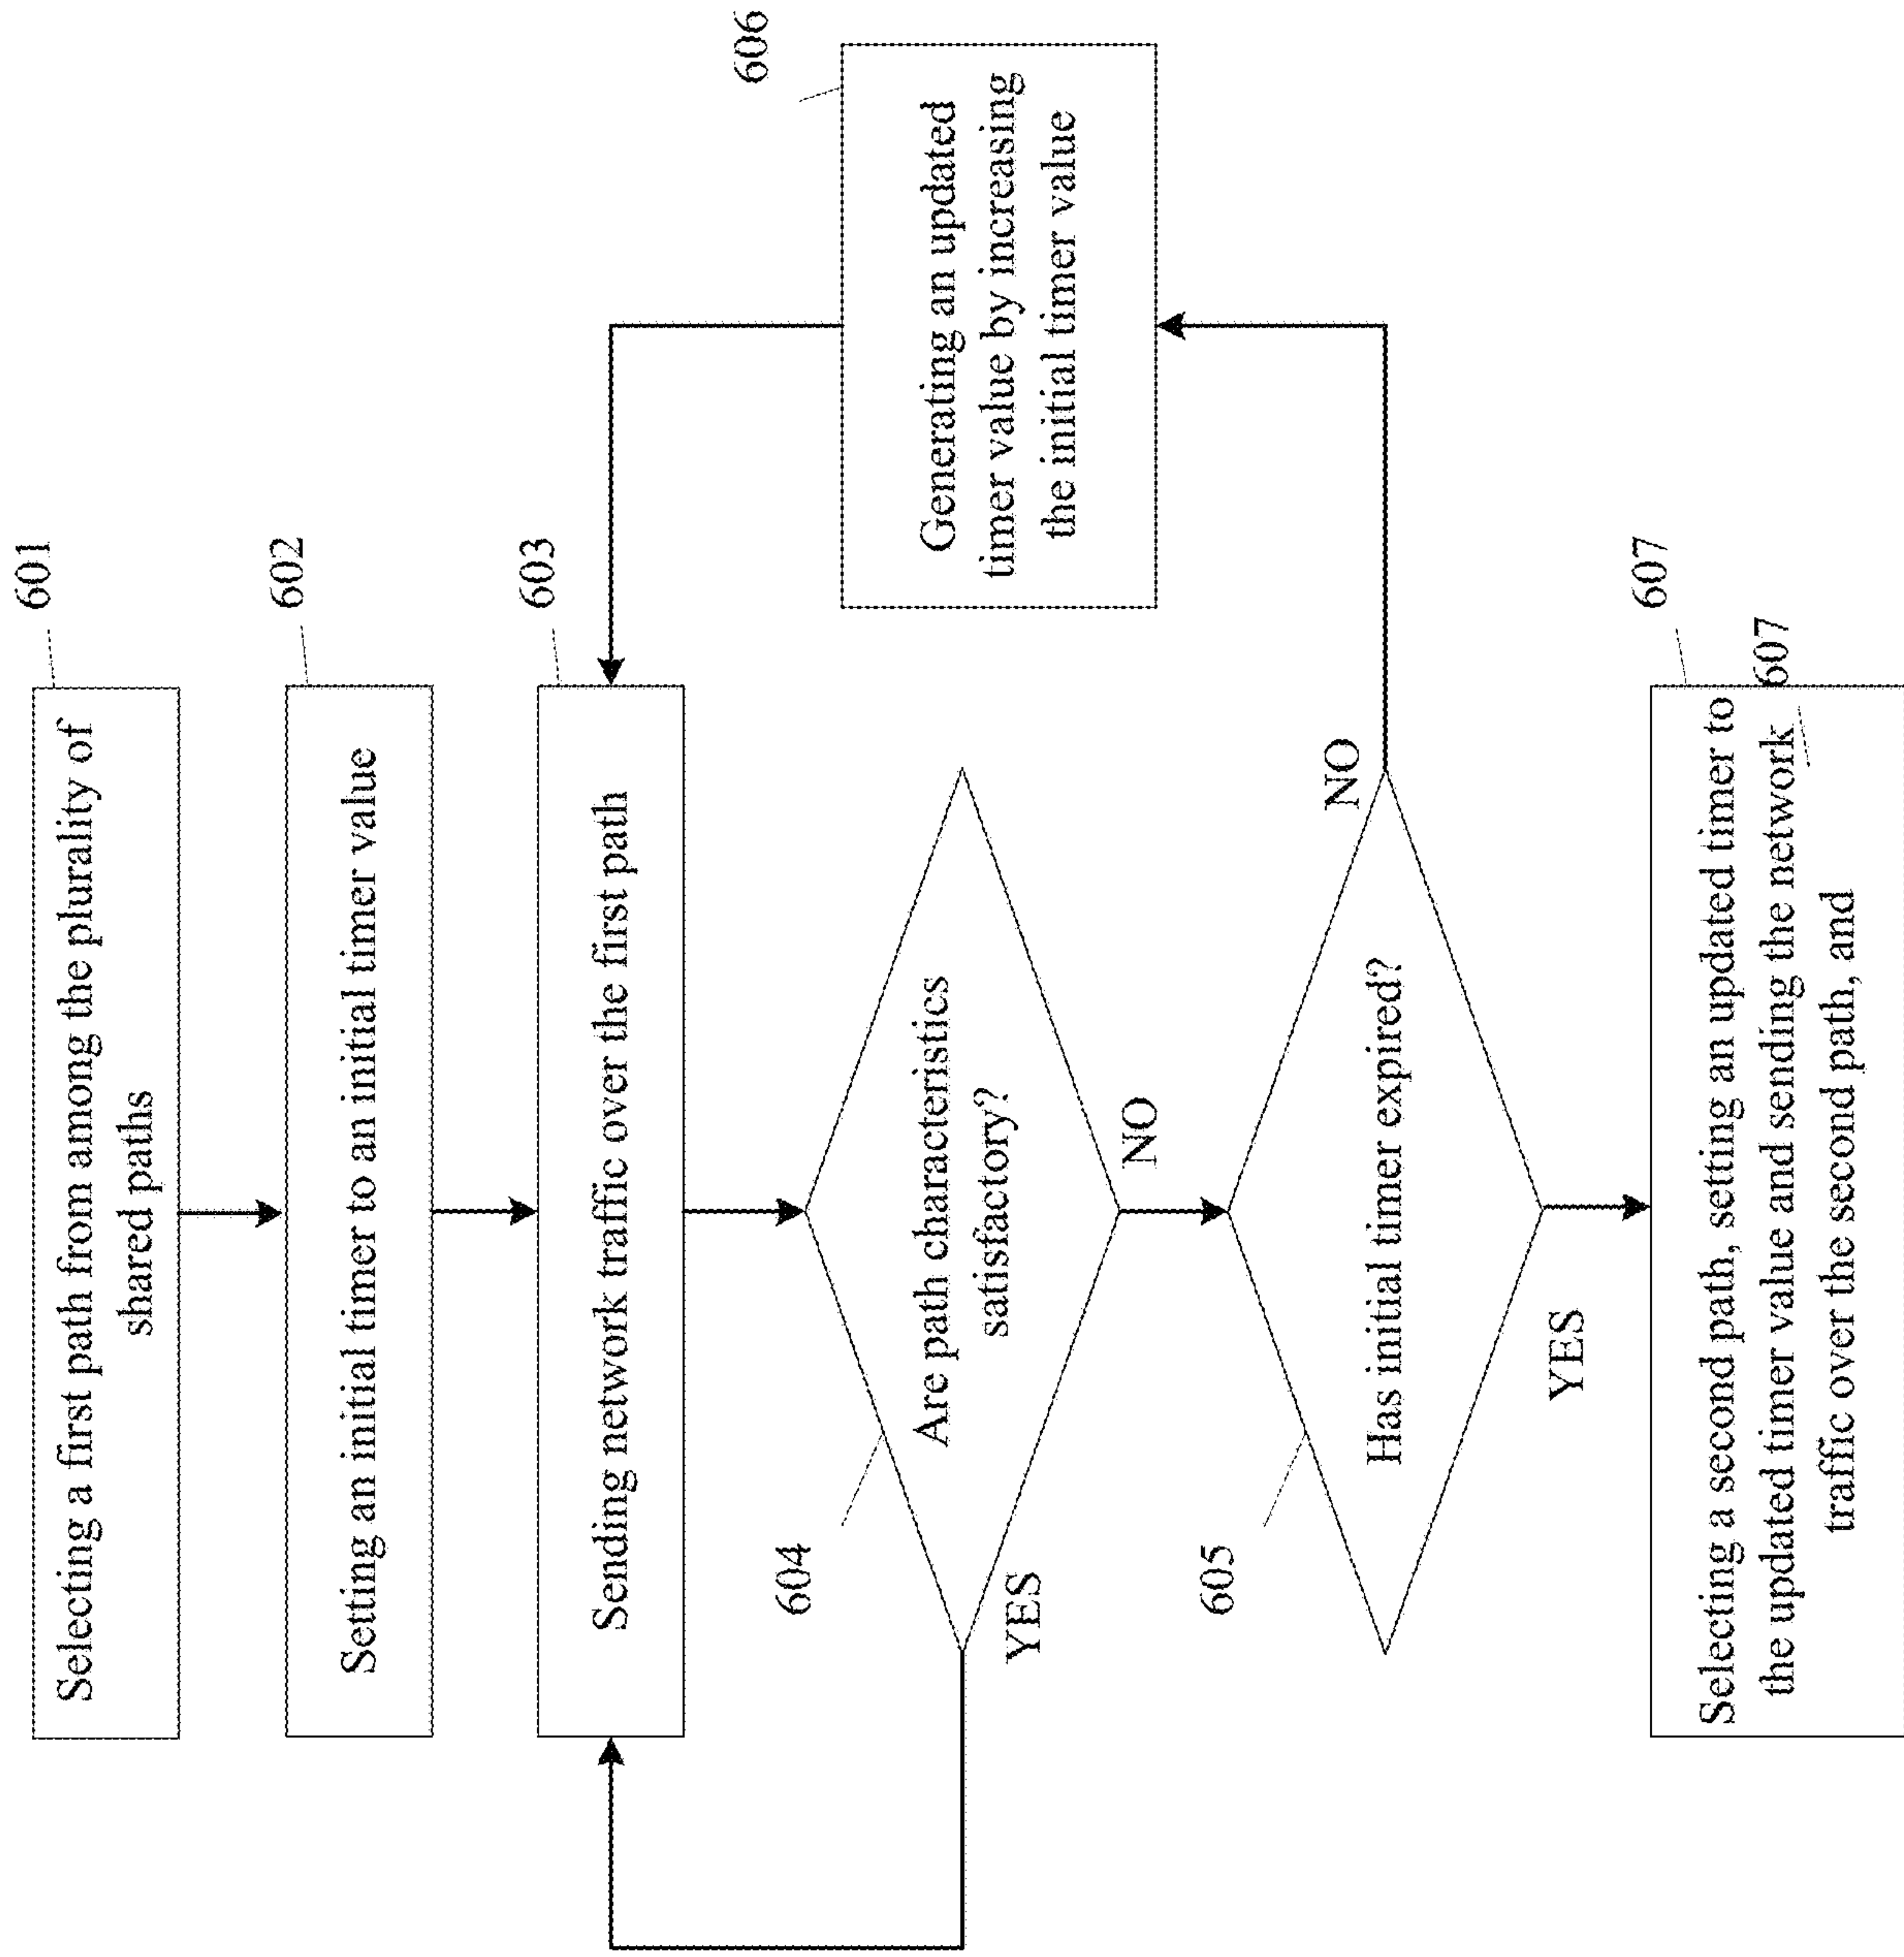 601
Selecting a first path from among the plurality of
shared paths
602
Setting an initial timer to an initial timer value
603
Sending network traffic over the first path
604
Are path characteristics
satisfactory?
YES
NO
605
Has initial timer expired?
NO
YES
606
Generating an updated
timer value by increasing
the initial timer value
607
607
Selecting a second path, setting an updated timer to
the updated timer value and sending the network
traffic over the second path, and